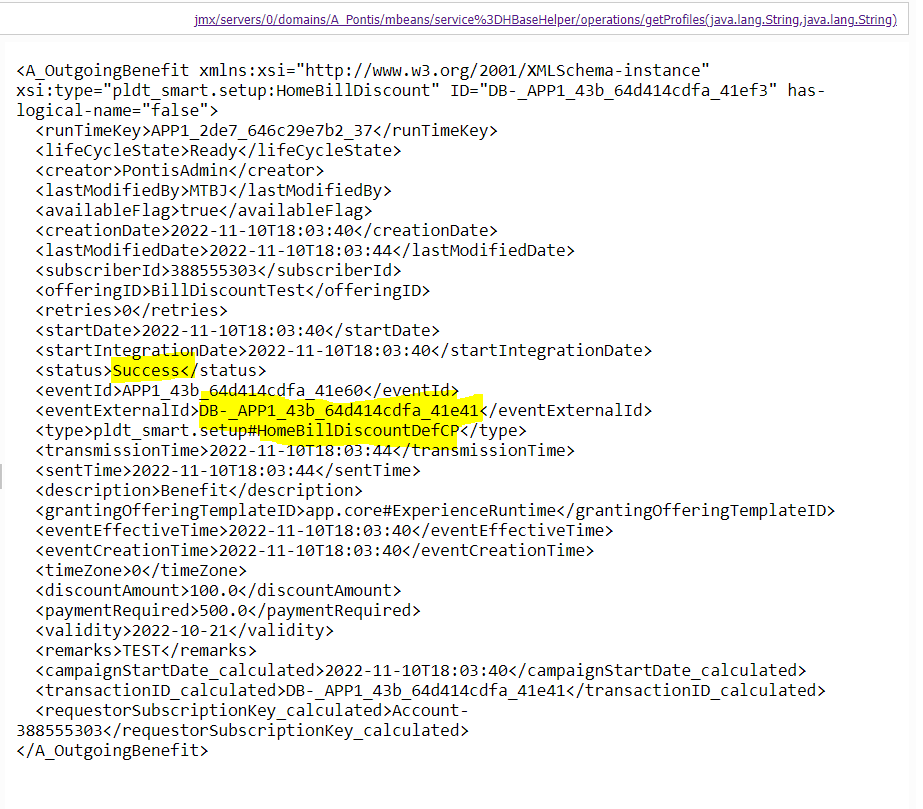 jmx/servers/0/domains/A_Pontis/mbeans/service%3DHBaseHelper/operations/getProfiles(java.lang.String,java.lang.String)
<A_OutgoingBenefit xmlns:xsi="http://www.w3.org/2001/XMLSchema-instance"
xsi:type="pldt_smart.setup:HomeBillDiscount" ID="DB-_APP1_43b_64d414cdfa_41ef3" has-
logical-name="false">
<runTimeKey>APP1_2de7_646c29e7b2_37</runTimeKey>
<lifeCycleState>Ready</lifeCycleState>
<creator>PontisAdmin</creator>
<lastModifiedBy>MTBJ</lastModifiedBy>
<availableFlag>true</availableFlag>
<creationDate>2022-11-10T18:03:40</creationDate>
<lastModifiedDate>2022-11-10T18:03:44</lastModifiedDate>
<subscriberId>388555303</subscriberId>
<offeringID>BillDiscountTest</offeringID>
<retries>0</retries>
<startDate>2022-11-10T18:03:40</startDate>
<startIntegrationDate>2022-11-10T18:03:40</startIntegrationDate>
<status>Success</status>
<eventId>APP1_43b_64d414cdfa_41e60</eventId>
<eventExternalId>DB-_APP1_43b_64d414cdfa_41e41</eventExternalId>
<type>pldt_smart.setup#HomeBillDiscountDefCP</type>
<transmissionTime>2022-11-10T18:03:44</transmissionTime>
<sentTime>2022-11-10T18:03:44</sentTime>
<description>Benefit</description>
<grantingOfferingTemplateID>app.core#ExperienceRuntime</grantingOfferingTemplateID>
<eventEffectiveTime>2022-11-10T18:03:40</eventEffectiveTime>
<eventCreationTime>2022-11-10T18:03:40</eventCreationTime>
<timeZone>0</timeZone>
<discountAmount>100.0</discountAmount>
<paymentRequired>500.0</paymentRequired>
<validity>2022-10-21</validity>
<remarks>TEST</remarks>
<campaignStartDate_calculated>2022-11-10T18:03:40</campaignStartDate_calculated>
<transactionID_calculated>DB-_APP1_43b_64d414cdfa_41e41</transactionID_calculated>
<requestorSubscriptionKey_calculated>Account-
388555303</requestorSubscriptionKey_calculated>
</A_OutgoingBenefit>